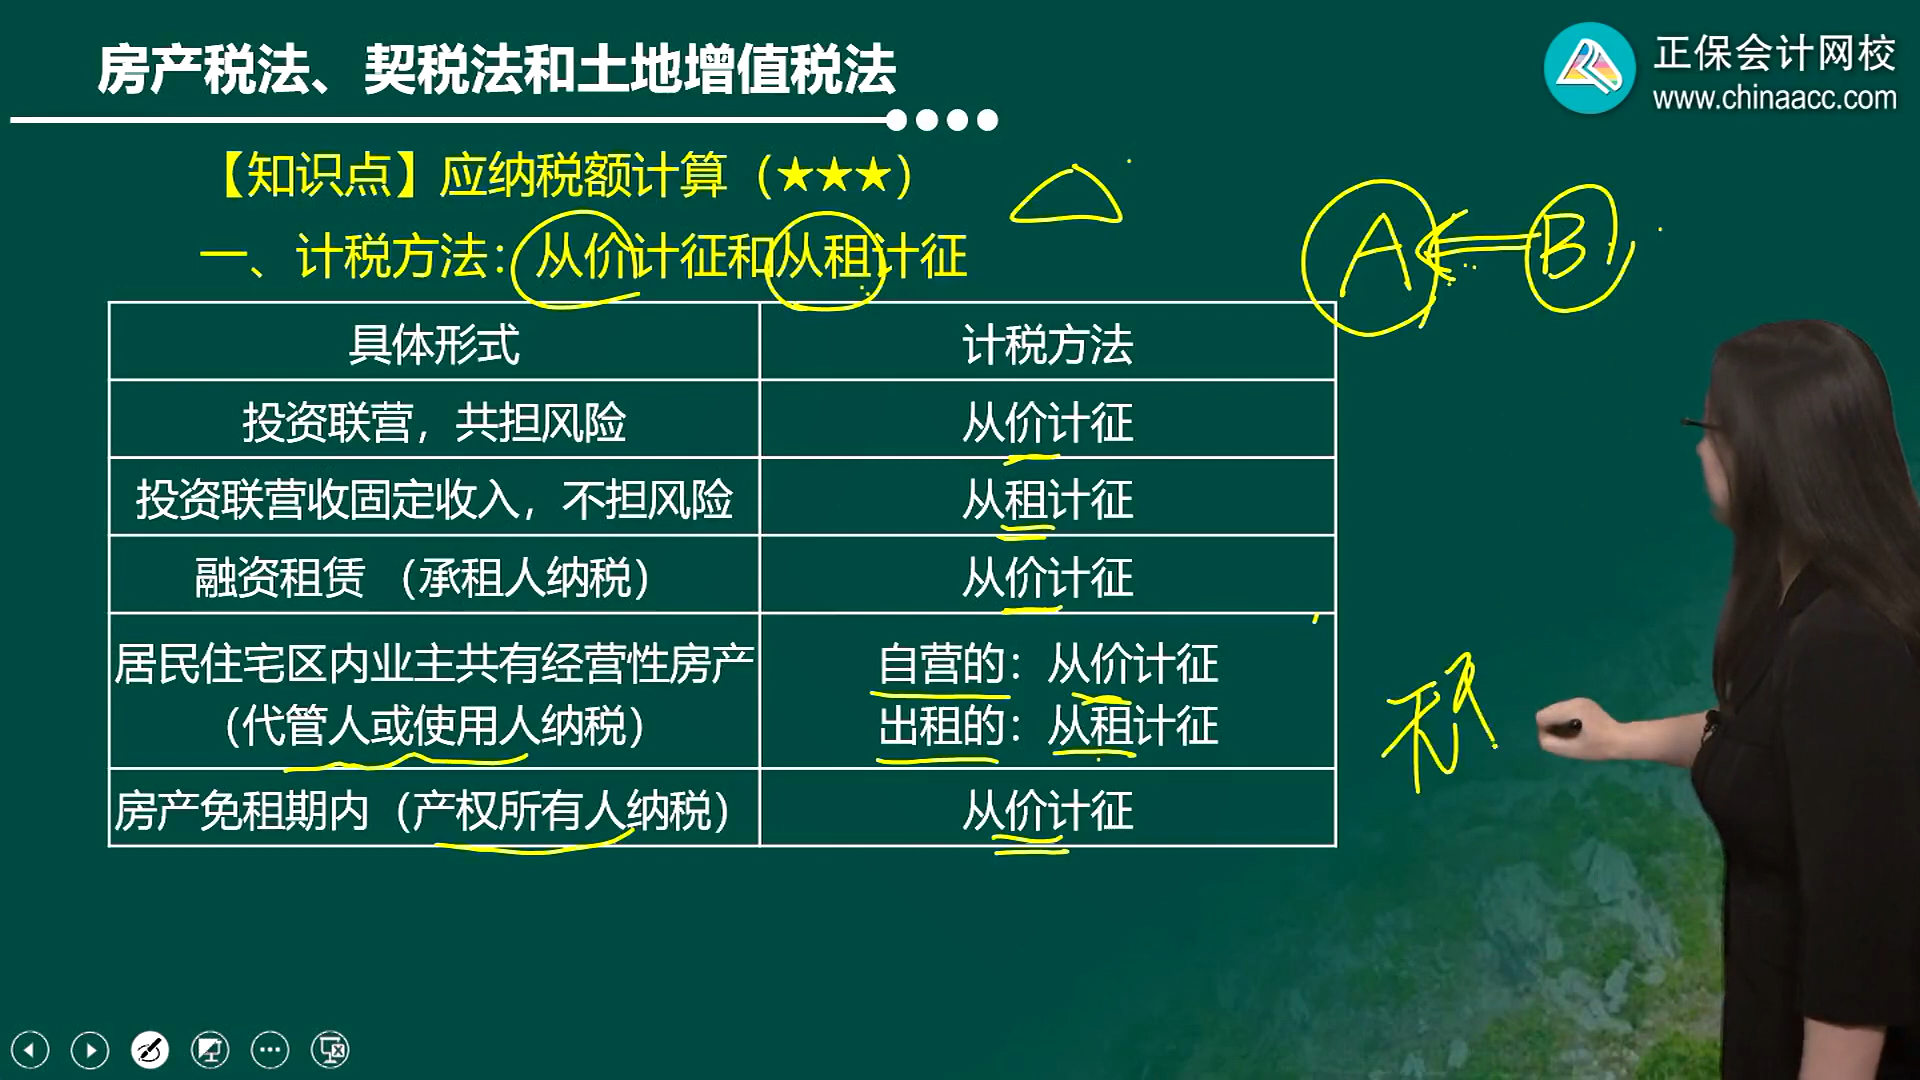 房产税法、契税法和土地增值税法
正保会计网校
www.chinaacc.com
【知识点】应纳税额计算（★★★）
一、计税方法：从价计征和从租计征
A B
具体形式 计税方法
投资联营，共担风险 从价计征
投资联营收固定收入，不担风险 从租计征
融资租赁（承租人纳税） 从价计征
居民住宅区内业主共有经营性房产
（代管人或使用人纳税）
自营的：从价计征
出租的：从租计征
房产免租期内（产权所有人纳税） 从价计征